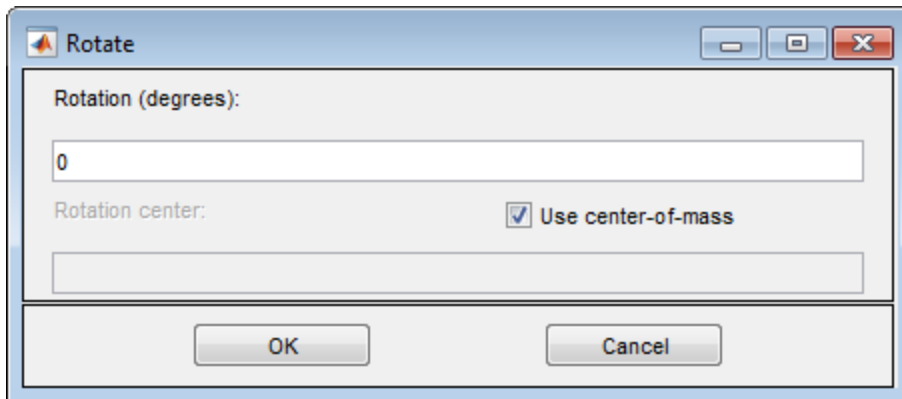 Rotate
Rotation (degrees):
0
Rotation center:
Use center-of-mass
OK
Cancel